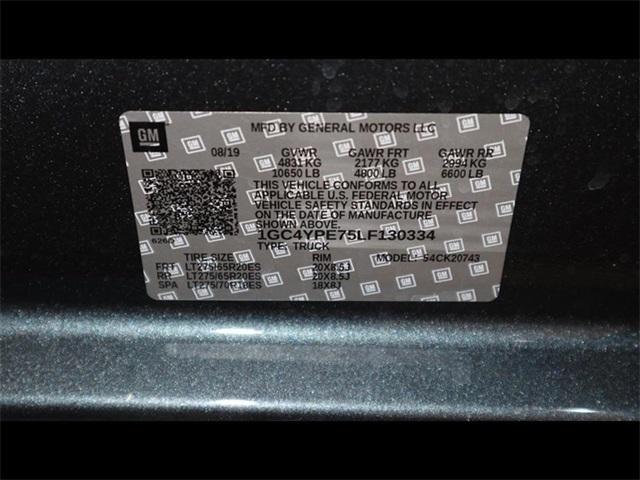 GM
MFD BY GENERAL MOTORS LLC
08/19 GVWR GAWR FRT GAWR RR
4831 KG 2177 KG 2994 KG
10650 LB 4800 LB 6600 LB
THIS VEHICLE CONFORMS TO ALL
APPLICABLE U.S. FEDERAL MOTOR
VEHICLE SAFETY STANDARDS IN EFFECT
ON THE DATE OF MANUFACTURE
SHOWN ABOVE.
1GC4YPE75LF130334
TYPE: TRUCK
TIRE SIZE RIM MODEL: 54CK20743
FRT LT275/65R20ES 20X8.5J
RR LT275/65R20ES 20X8.5J
SPA LT275/70R18ES 18X8J